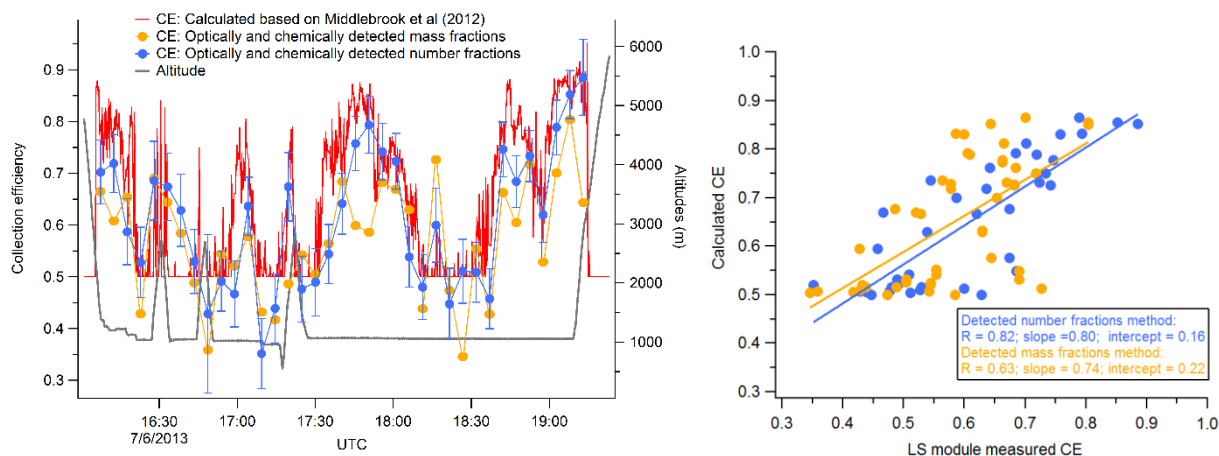 CE: Calculated based on Middlebrook et al (2012)
CE: Optically and chemically detected mass fractions
CE: Optically and chemically detected number fractions
Altitude
Collection efficiency
0.9
0.8
0.7
0.6
0.5
0.4
0.3
6000
5000
4000
3000
2000
1000
Altitudes (m)
16:30
17:00
17:30
18:00
18:30
19:00
7/6/2013
UTC
Calculated CE
1.0
0.9
0.8
0.7
0.6
0.5
0.4
0.3
Detected number fractions method:
R = 0.82; slope =0.80; intercept = 0.16
Detected mass fractions method:
R = 0.63; slope = 0.74; intercept = 0.22
0.3
0.4
0.5
0.6
0.7
0.8
0.9
1.0
LS module measured CE